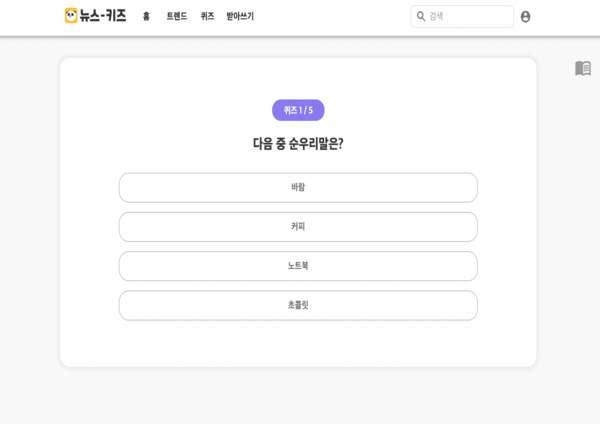 뉴스-키즈 홈 트렌드 퀴즈 받아쓰기 검색
퀴즈 1 / 5
다음 중 순우리말은?
바람
커피
노트북
초콜릿